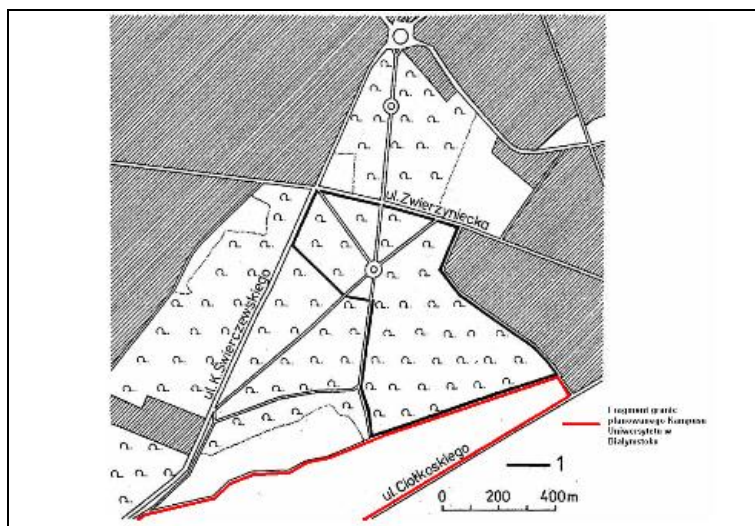 ul. Zwierzyniecka
ul. K. Świerczewskiego
Fragment granic
planowanego Kampusu
Uniwersytetu w
Białymstoku
1
ul. Ciołkoskiego
0 200 400m